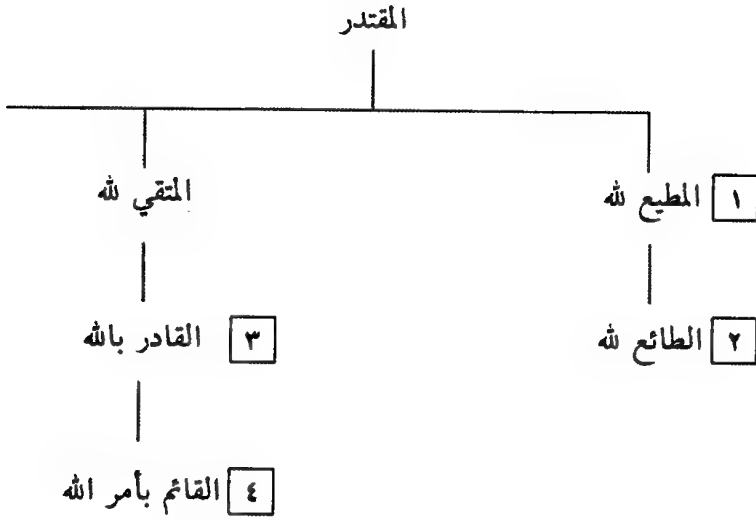 المقتدر
١ المطيع لله
المتقي لله
٢ الطائع لله
٣ القادر بالله
٤ القائم بأمر الله